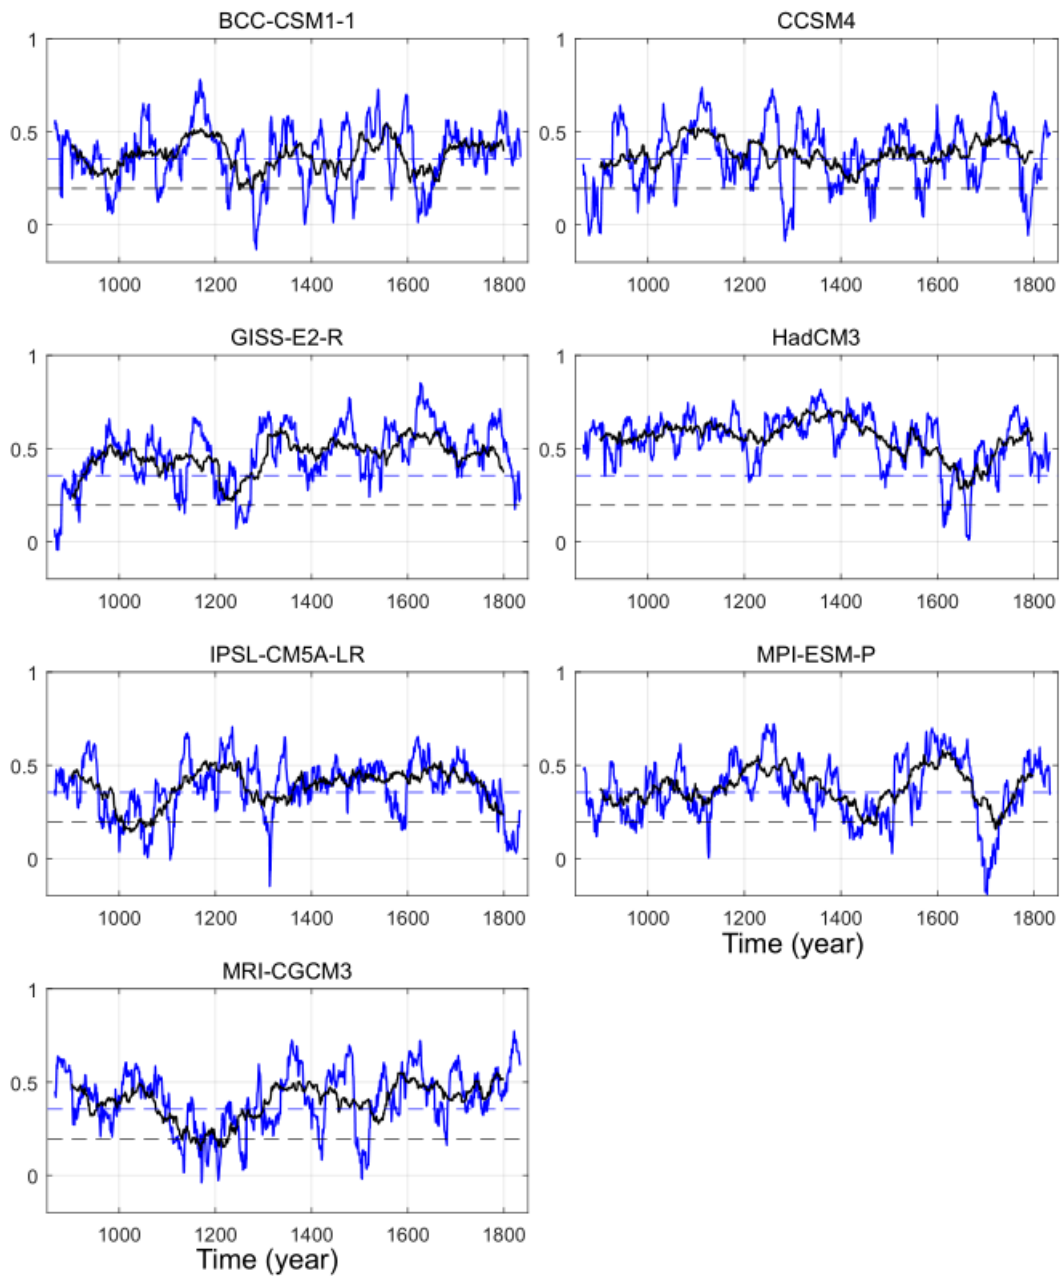 BCC-CSM1-1 CCSM4
1 1
0.5 0.5
0 0
1000 1200 1400 1600 1800 1000 1200 1400 1600 1800
GISS-E2-R HadCM3
1 1
0.5 0.5
0 0
1000 1200 1400 1600 1800 1000 1200 1400 1600 1800
IPSL-CM5A-LR MPI-ESM-P
1 1
0.5 0.5
0 0
1000 1200 1400 1600 1800 1000 1200 1400 1600 1800
Time (year)
MRI-CGCM3
1
0.5
0
1000 1200 1400 1600 1800
Time (year)